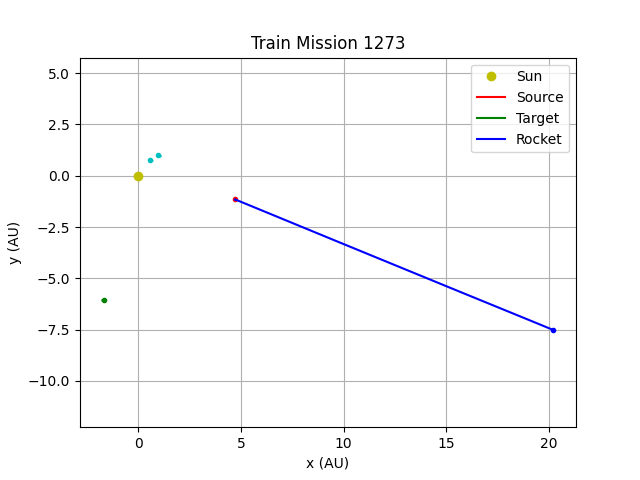 Train Mission 1273
Sun
Source
Target
Rocket
5.0
2.5
0.0
−2.5
−5.0
−7.5
−10.0
y (AU)
0
5
10
15
20
x (AU)